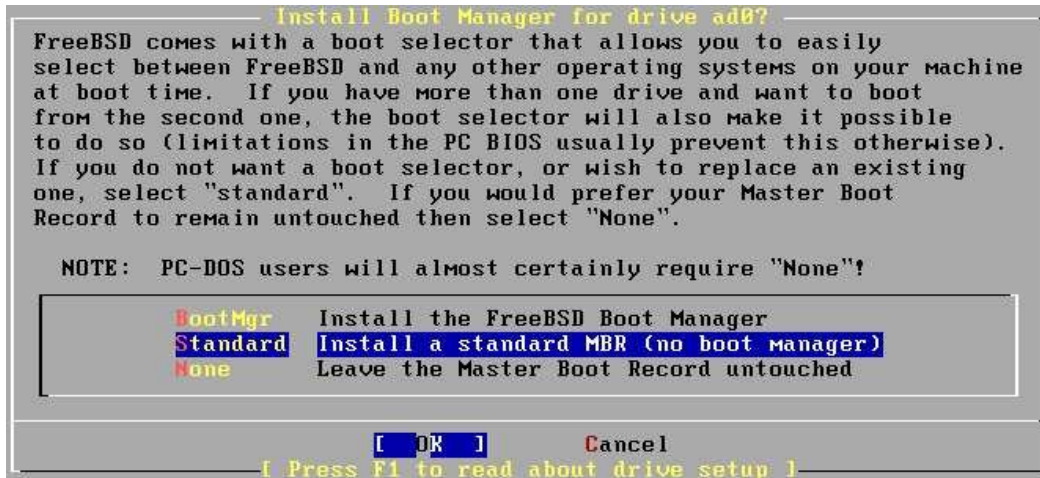 Install Boot Manager for drive ad0?
FreeBSD comes with a boot selector that allows you to easily
select between FreeBSD and any other operating systems on your machine
at boot time.  If you have more than one drive and want to boot
from the second one, the boot selector will also make it possible
to do so (limitations in the PC BIOS usually prevent this otherwise).
If you do not want a boot selector, or wish to replace an existing
one, select "standard".  If you would prefer your Master Boot
Record to remain untouched then select "None".
NOTE:  PC-DOS users will almost certainly require "None"!
BootMgr   Install the FreeBSD Boot Manager
Standard  Install a standard MBR (no boot manager)
None      Leave the Master Boot Record untouched
[  OK  ]      Cancel
[ Press F1 to read about drive setup ]